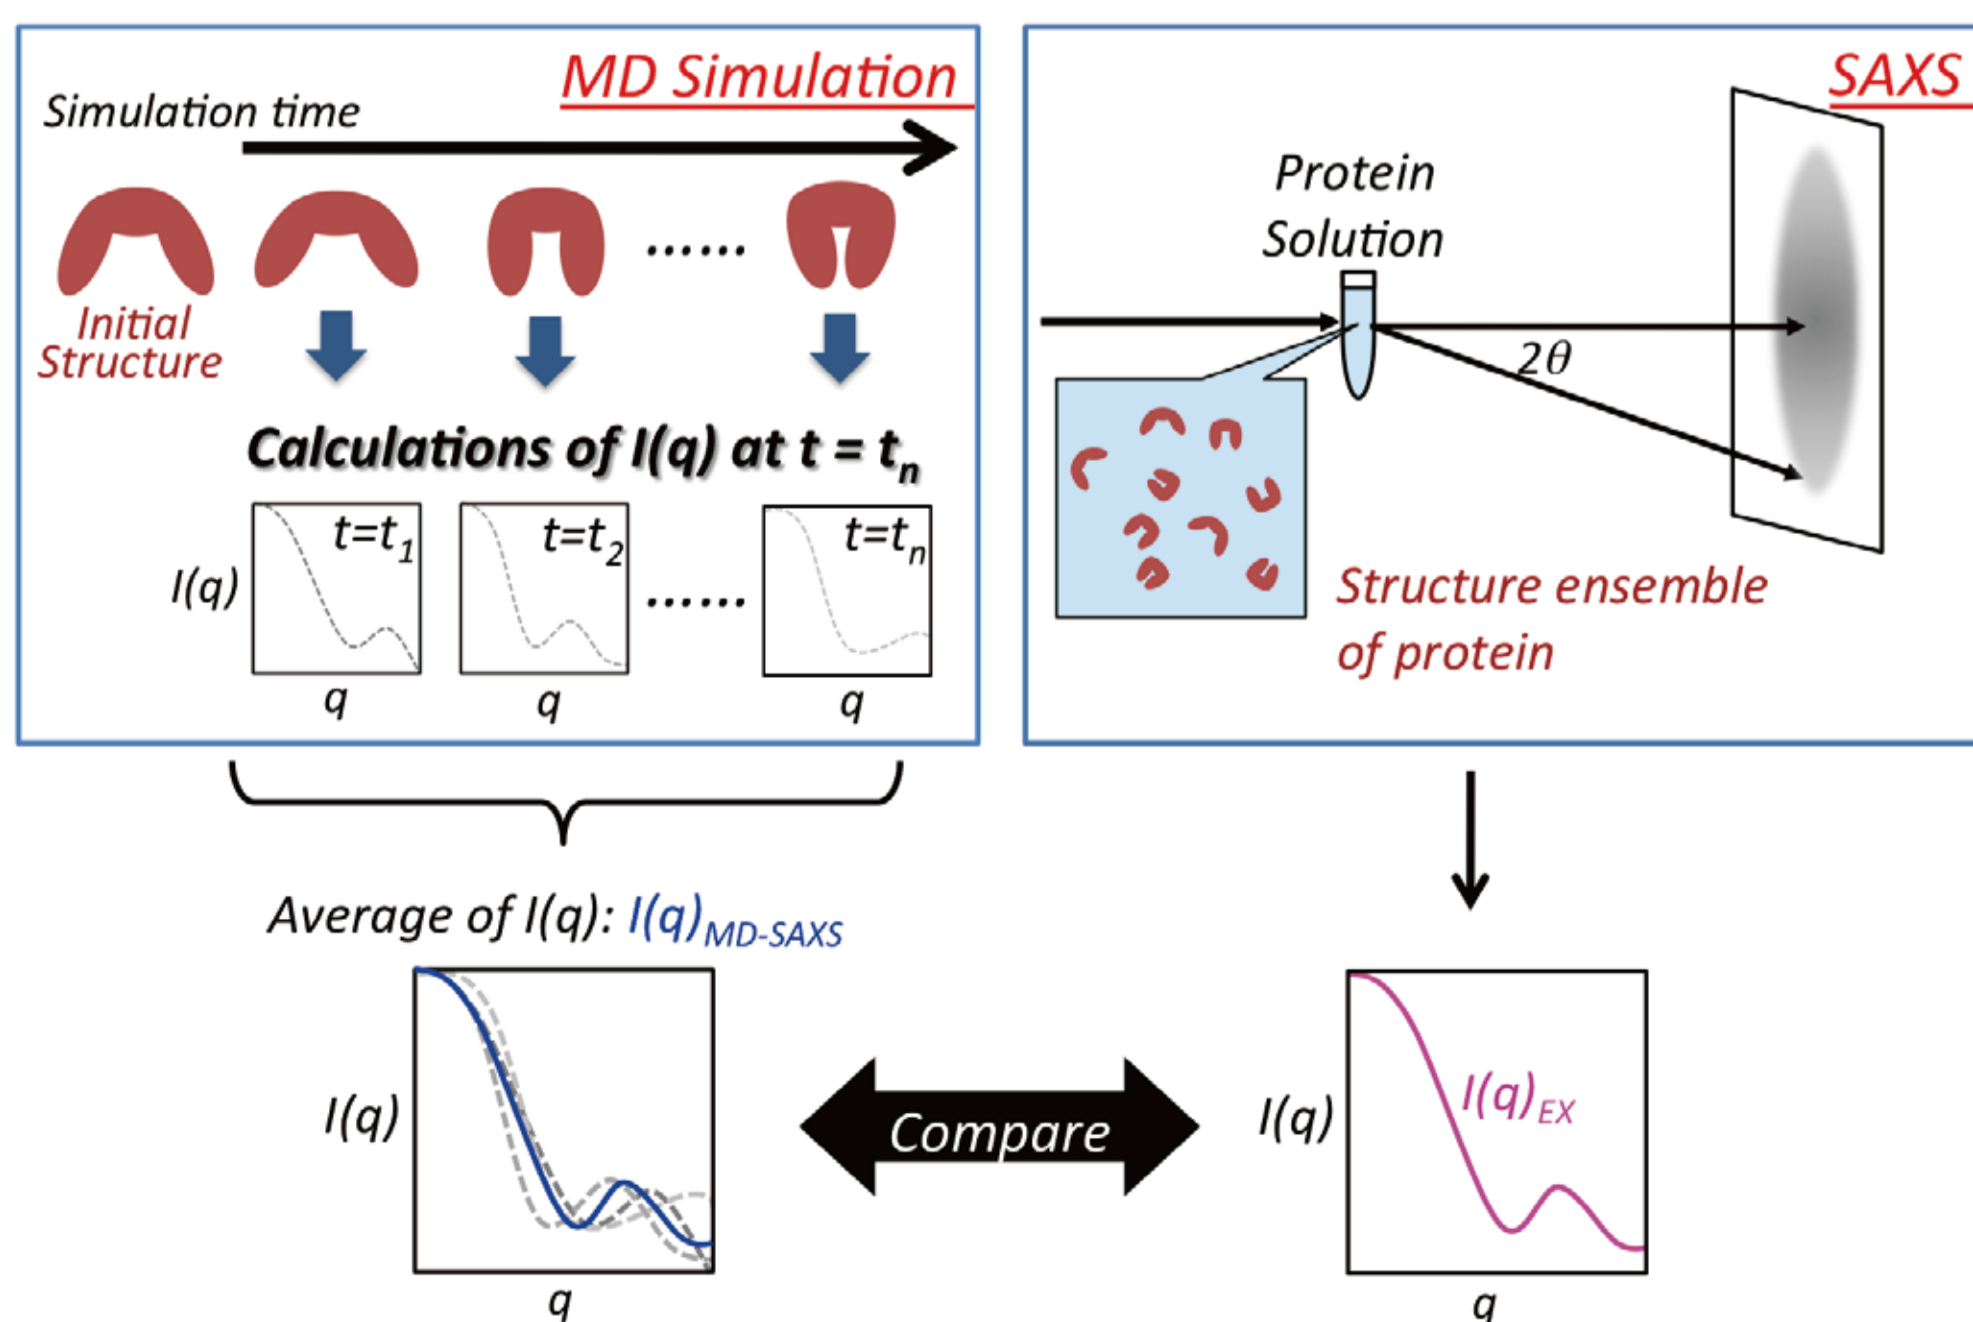 MD Simulation
Simulation time
Initial
Structure
......
Calculations of I(q) at t = tn
t=t1
t=t2
t=tn
I(q)
......
q
q
q
SAXS
Protein
Solution
2θ
Structure ensemble
of protein
Average of I(q): I(q)MD-SAXS
I(q)
q
Compare
I(q)
I(q)EX
q